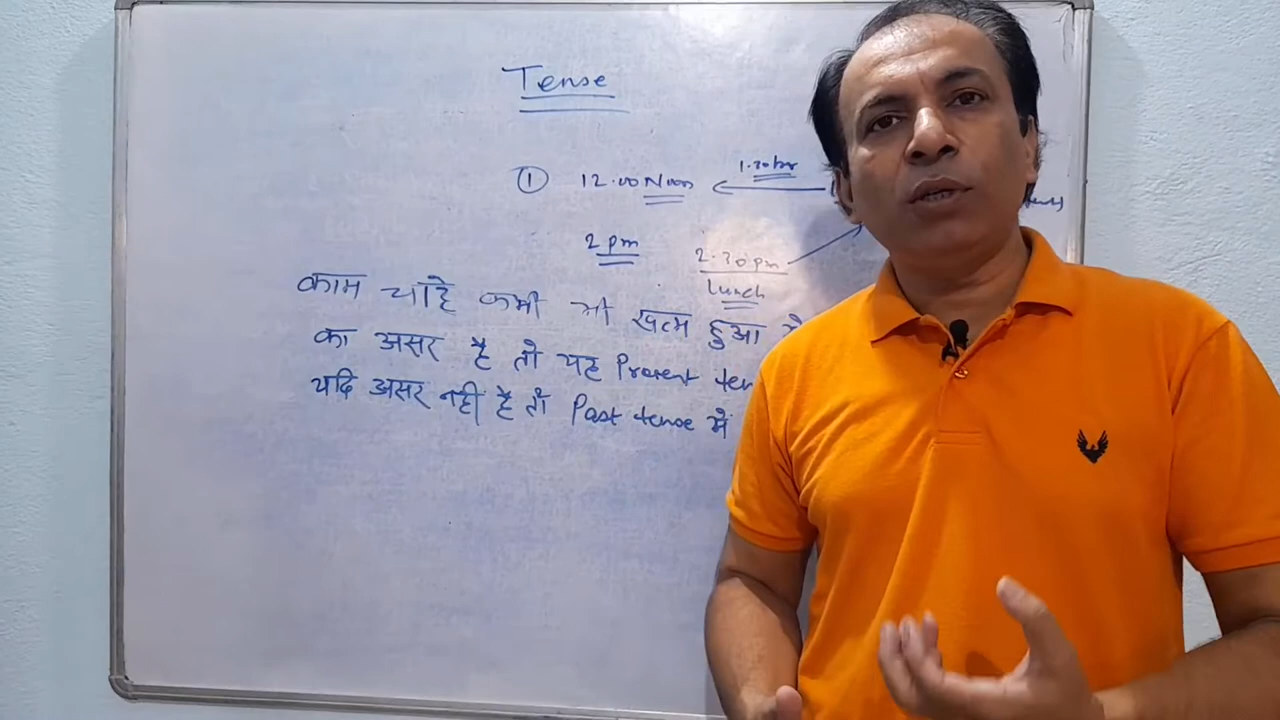 Tense
① 12.00 Noon 1.30 hr
2 pm 2.30 pm
Lunch
काम चाहे कभी भी खत्म हुआ
का असर है तो यह Present ten
यदि असर नहीं है तो Past tense में